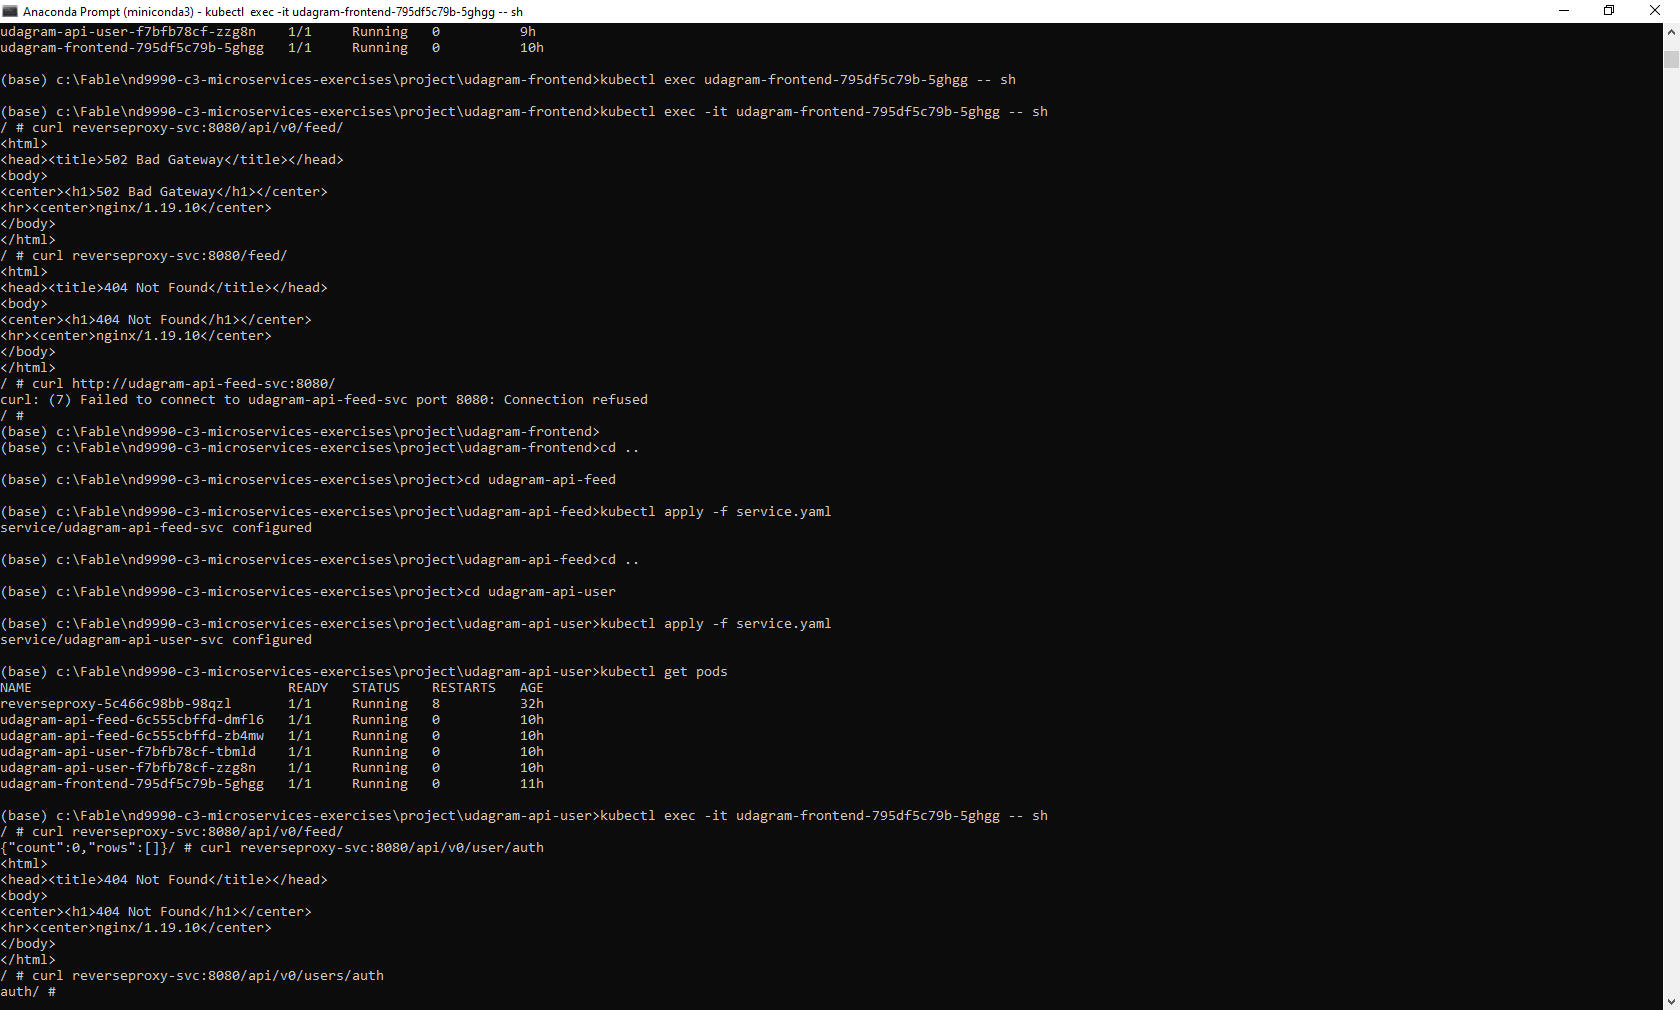 Anaconda Prompt (miniconda3) - kubectl  exec -it udagram-frontend-795df5c79b-5ghgg -- sh
udagram-api-user-f7bfb78cf-zzg8n    1/1     Running   0          9h
udagram-frontend-795df5c79b-5ghgg   1/1     Running   0          10h
(base) c:\Fable\nd9990-c3-microservices-exercises\project\udagram-frontend>kubectl exec udagram-frontend-795df5c79b-5ghgg -- sh
(base) c:\Fable\nd9990-c3-microservices-exercises\project\udagram-frontend>kubectl exec -it udagram-frontend-795df5c79b-5ghgg -- sh
/ # curl reverseproxy-svc:8080/api/v0/feed/
<html>
<head><title>502 Bad Gateway</title></head>
<body>
<center><h1>502 Bad Gateway</h1></center>
<hr><center>nginx/1.19.10</center>
</body>
</html>
/ # curl reverseproxy-svc:8080/feed/
<html>
<head><title>404 Not Found</title></head>
<body>
<center><h1>404 Not Found</h1></center>
<hr><center>nginx/1.19.10</center>
</body>
</html>
/ # curl http://udagram-api-feed-svc:8080/
curl: (7) Failed to connect to udagram-api-feed-svc port 8080: Connection refused
/ #
(base) c:\Fable\nd9990-c3-microservices-exercises\project\udagram-frontend>
(base) c:\Fable\nd9990-c3-microservices-exercises\project\udagram-frontend>cd ..
(base) c:\Fable\nd9990-c3-microservices-exercises\project>cd udagram-api-feed
(base) c:\Fable\nd9990-c3-microservices-exercises\project\udagram-api-feed>kubectl apply -f service.yaml
service/udagram-api-feed-svc configured
(base) c:\Fable\nd9990-c3-microservices-exercises\project\udagram-api-feed>cd ..
(base) c:\Fable\nd9990-c3-microservices-exercises\project>cd udagram-api-user
(base) c:\Fable\nd9990-c3-microservices-exercises\project\udagram-api-user>kubectl apply -f service.yaml
service/udagram-api-user-svc configured
(base) c:\Fable\nd9990-c3-microservices-exercises\project\udagram-api-user>kubectl get pods
NAME                                READY   STATUS    RESTARTS   AGE
reverseproxy-5c466c98bb-98qzl       1/1     Running   8          32h
udagram-api-feed-6c555cbffd-dmfl6   1/1     Running   0          10h
udagram-api-feed-6c555cbffd-zb4mw   1/1     Running   0          10h
udagram-api-user-f7bfb78cf-tbmld    1/1     Running   0          10h
udagram-api-user-f7bfb78cf-zzg8n    1/1     Running   0          10h
udagram-frontend-795df5c79b-5ghgg   1/1     Running   0          11h
(base) c:\Fable\nd9990-c3-microservices-exercises\project\udagram-api-user>kubectl exec -it udagram-frontend-795df5c79b-5ghgg -- sh
/ # curl reverseproxy-svc:8080/api/v0/feed/
{"count":0,"rows":[]}/ # curl reverseproxy-svc:8080/api/v0/user/auth
<html>
<head><title>404 Not Found</title></head>
<body>
<center><h1>404 Not Found</h1></center>
<hr><center>nginx/1.19.10</center>
</body>
</html>
/ # curl reverseproxy-svc:8080/api/v0/users/auth
auth/ #